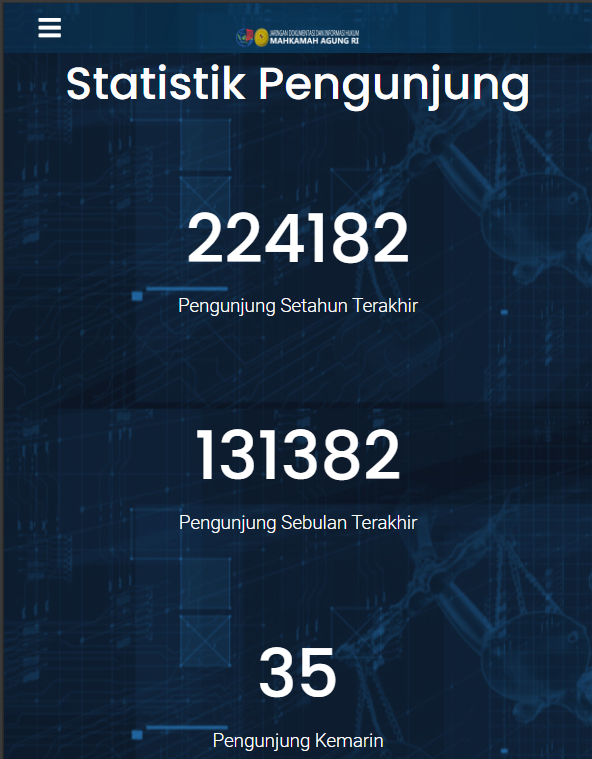 JARINGAN DOKUMENTASI DAN INFORMASI HUKUM
MAHKAMAH AGUNG RI
Statistik Pengunjung
224182
Pengunjung Setahun Terakhir
131382
Pengunjung Sebulan Terakhir
35
Pengunjung Kemarin